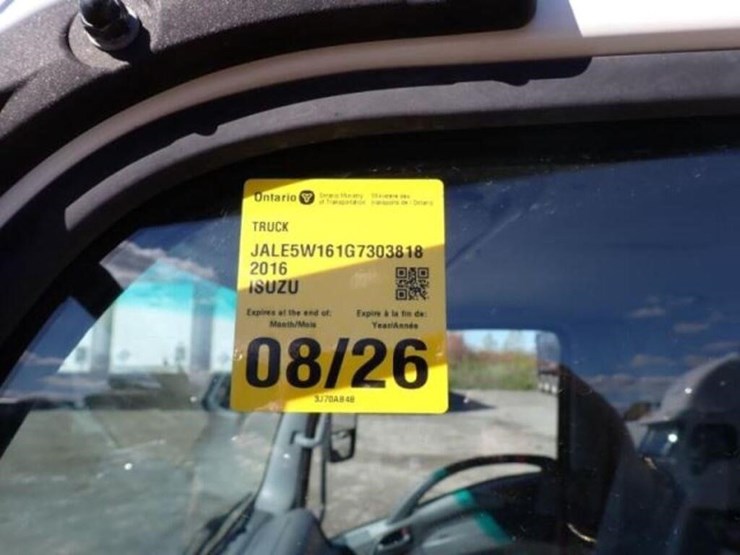 Ontario Ontario Ministry of Transportation Ministère des transports de l'Ontario
TRUCK
JALE5W161G7303818
2016
ISUZU
Expires at the end of: Expire à la fin de:
Month/Mois Year/Année
08/26
3J70AB4B